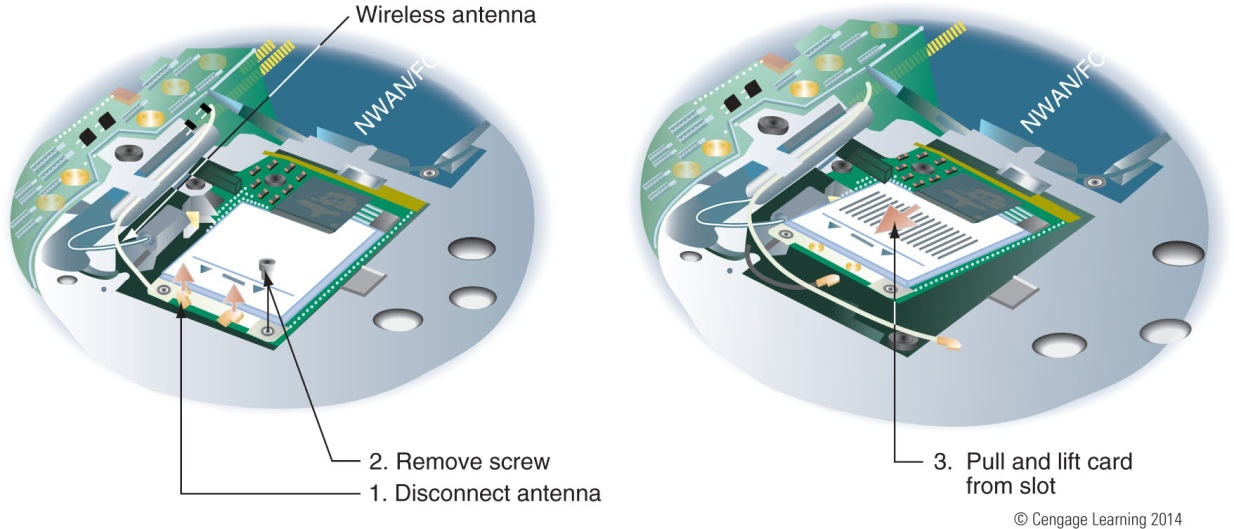 Wireless antenna
NWAN/FC
NWAN/FC
2. Remove screw
1. Disconnect antenna
3. Pull and lift card
from slot
© Cengage Learning 2014